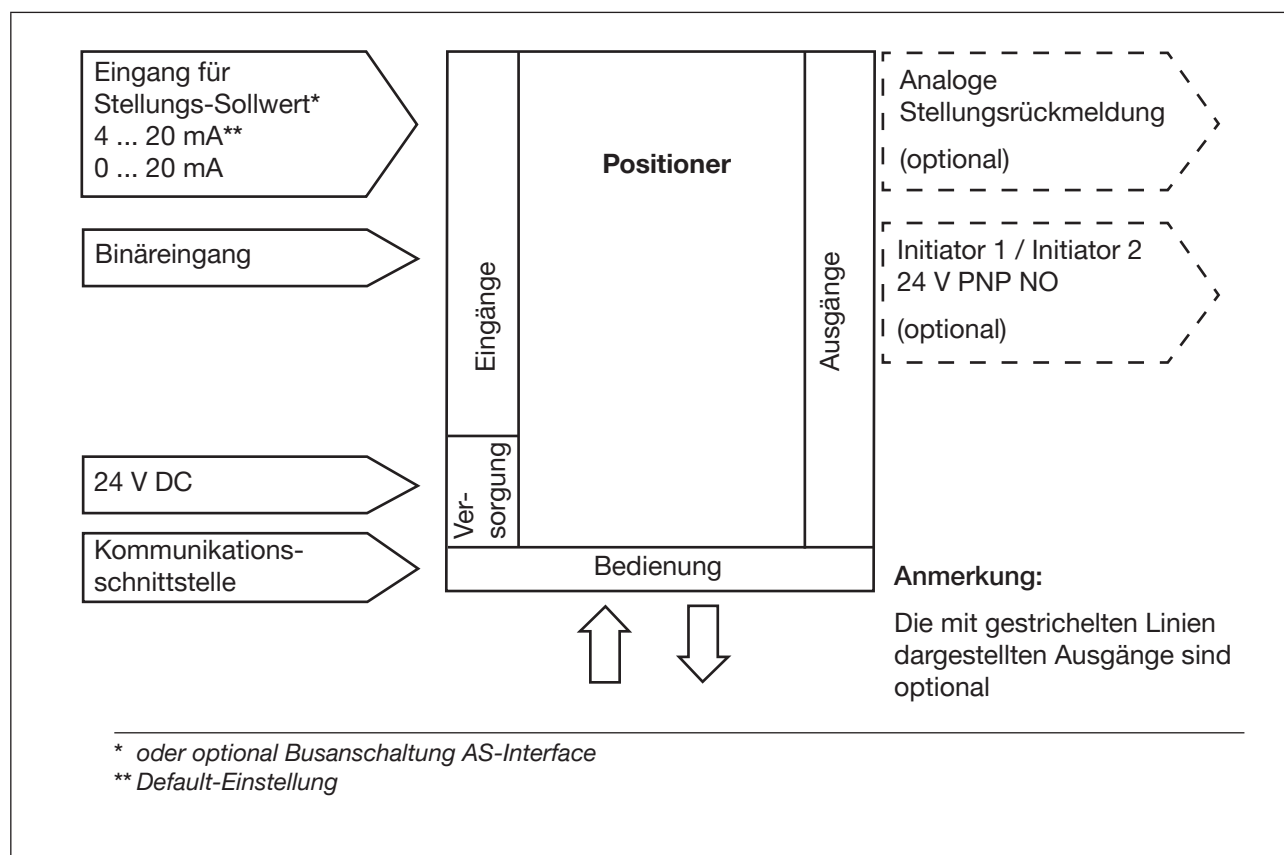 Eingang für
Stellungs-Sollwert*
4 ... 20 mA**
0 ... 20 mA
Binäreingang
24 V DC
Kommunikations-
schnittstelle
Eingänge
Ver-
sorgung
Positioner
Ausgänge
Bedienung
Analoge
Stellungsrückmeldung
(optional)
Initiator 1 / Initiator 2
24 V PNP NO
(optional)
Anmerkung:
Die mit gestrichelten Linien
dargestellten Ausgänge sind
optional
* oder optional Busanschaltung AS-Interface
** Default-Einstellung